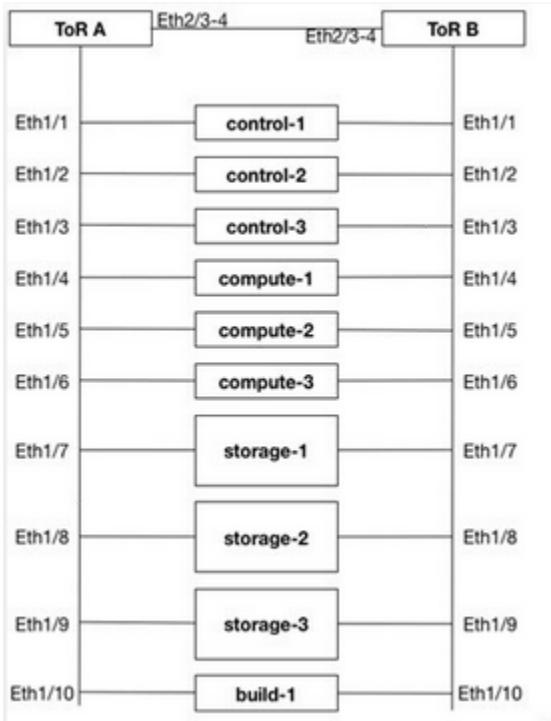 ToR A Eth2/3-4 Eth2/3-4 ToR B
Eth1/1 control-1 Eth1/1
Eth1/2 control-2 Eth1/2
Eth1/3 control-3 Eth1/3
Eth1/4 compute-1 Eth1/4
Eth1/5 compute-2 Eth1/5
Eth1/6 compute-3 Eth1/6
Eth1/7 storage-1 Eth1/7
Eth1/8 storage-2 Eth1/8
Eth1/9 storage-3 Eth1/9
Eth1/10 build-1 Eth1/10